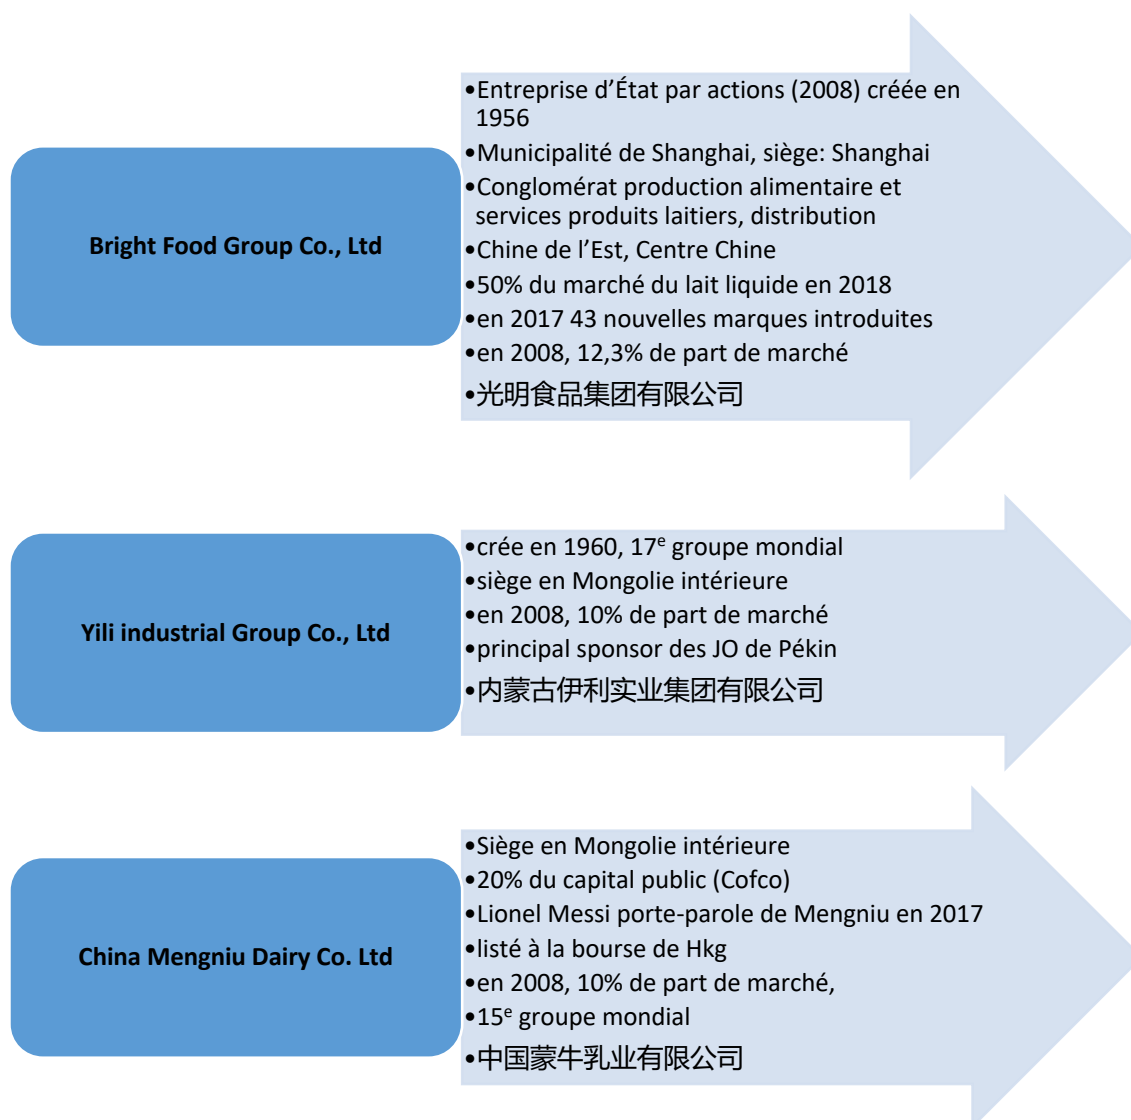 Bright Food Group Co., Ltd
•Entreprise d’État par actions (2008) créée en
1956
•Municipalité de Shanghai, siège: Shanghai
•Conglomérat production alimentaire et
services produits laitiers, distribution
•Chine de l’Est, Centre Chine
•50% du marché du lait liquide en 2018
•en 2017 43 nouvelles marques introduites
•en 2008, 12,3% de part de marché
•光明食品集团有限公司
Yili industrial Group Co., Ltd
•crée en 1960, 17e groupe mondial
•siège en Mongolie intérieure
•en 2008, 10% de part de marché
•principal sponsor des JO de Pékin
•内蒙古伊利实业集团有限公司
China Mengniu Dairy Co. Ltd
•Siège en Mongolie intérieure
•20% du capital public (Cofco)
•Lionel Messi porte-parole de Mengniu en 2017
•listé à la bourse de Hkg
•en 2008, 10% de part de marché,
•15e groupe mondial
•中国蒙牛乳业有限公司